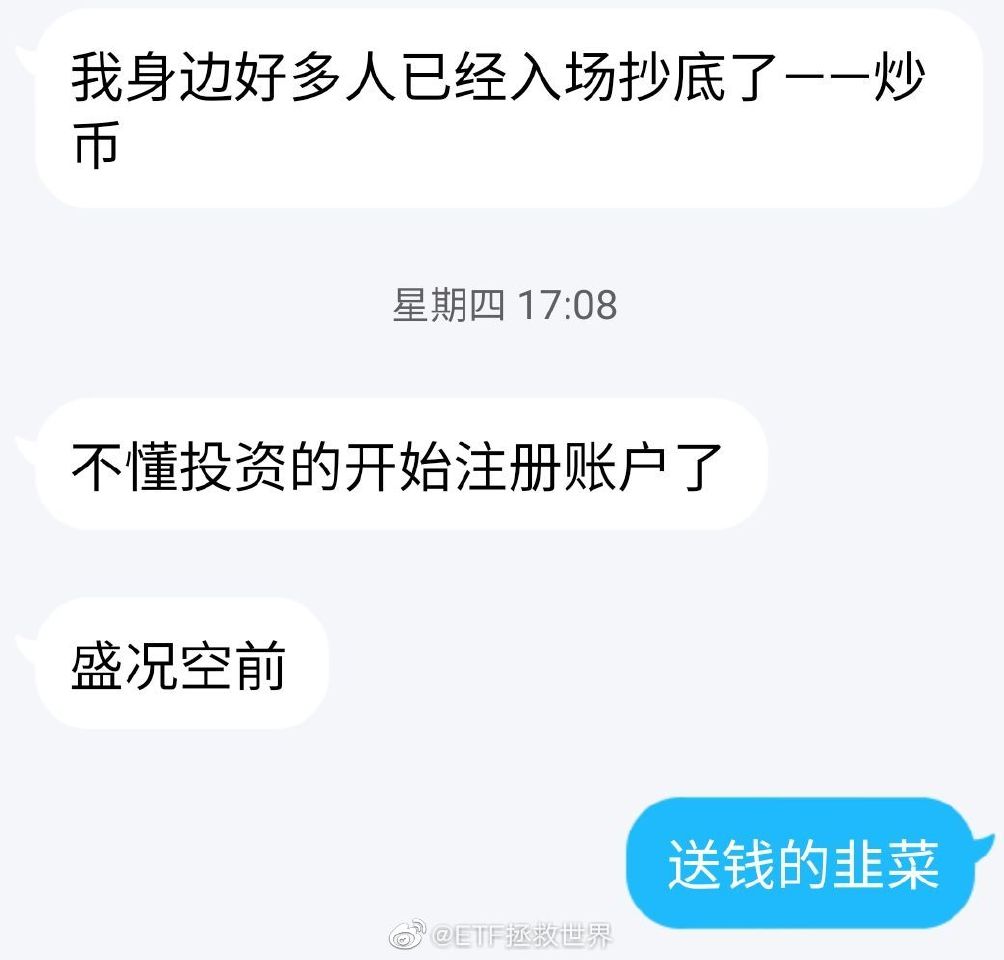 我身边好多人已经入场抄底了——炒
币
星期四 17:08
不懂投资的开始注册账户了
盛况空前
送钱的韭菜
@ETF拯救世界